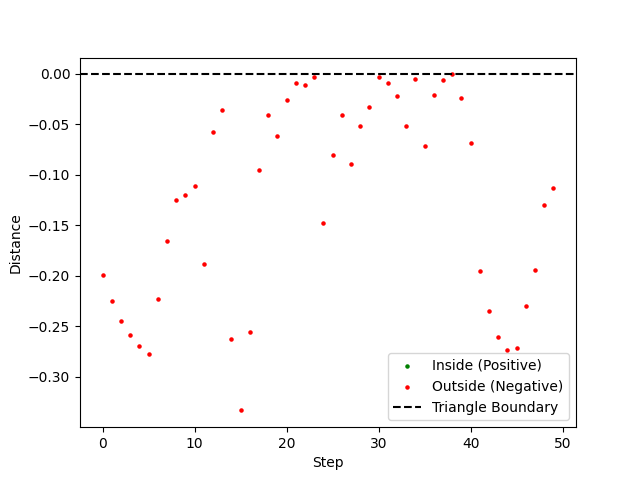 0.00
−0.05
−0.10
−0.15
−0.20
−0.25
−0.30
Distance
0
10
20
30
40
50
Step
Inside (Positive)
Outside (Negative)
Triangle Boundary